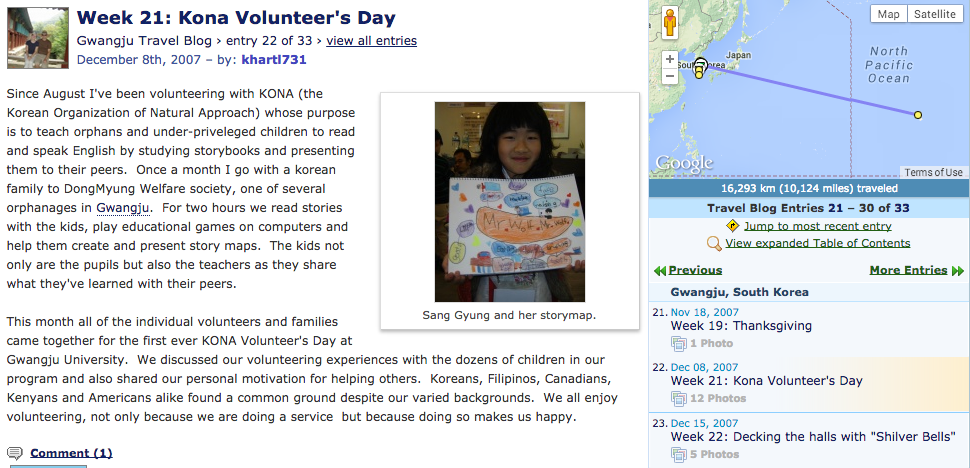 Week 21: Kona Volunteer's Day
Gwangju Travel Blog › entry 22 of 33 › view all entries
December 8th, 2007 – by: khartl731
Since August I've been volunteering with KONA (the
Korean Organization of Natural Approach) whose purpose
is to teach orphans and under-priveleged children to read
and speak English by studying storybooks and presenting
them to their peers.  Once a month I go with a korean
family to DongMyung Welfare society, one of several
orphanages in Gwangju.  For two hours we read stories
with the kids, play educational games on computers and
help them create and present story maps.  The kids not
only are the pupils but also the teachers as they share
what they've learned with their peers.
Mr. Wolf
Sang Gyung and her storymap.
This month all of the individual volunteers and families
came together for the first ever KONA Volunteer's Day at
Gwangju University.  We discussed our volunteering experiences with the dozens of children in our
program and also shared our personal motivation for helping others.  Koreans, Filipinos, Canadians,
Kenyans and Americans alike found a common ground despite our varied backgrounds.  We all enjoy
volunteering, not only because we are doing a service  but because doing so makes us happy.
Comment (1)
Map
Satellite
+
−
Japan
North
Pacific
Ocean
Google
Terms of Use
16,293 km (10,124 miles) traveled
Travel Blog Entries 21 – 30 of 33
Jump to most recent entry
View expanded Table of Contents
Previous
More Entries
Gwangju, South Korea
21. Nov 18, 2007
Week 19: Thanksgiving
1 Photo
22. Dec 08, 2007
Week 21: Kona Volunteer's Day
12 Photos
23. Dec 15, 2007
Week 22: Decking the halls with "Shilver Bells"
5 Photos